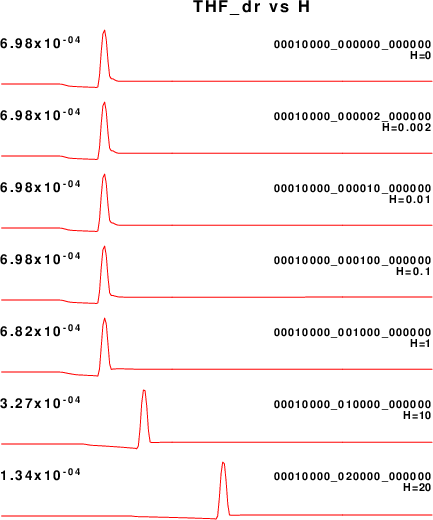 THF_dr vs H
6.98x10-04 00010000_000000_000000
H=0
6.98x10-04 00010000_000002_000000
H=0.002
6.98x10-04 00010000_000010_000000
H=0.01
6.98x10-04 00010000_000100_000000
H=0.1
6.82x10-04 00010000_001000_000000
H=1
3.27x10-04 00010000_010000_000000
H=10
1.34x10-04 00010000_020000_000000
H=20